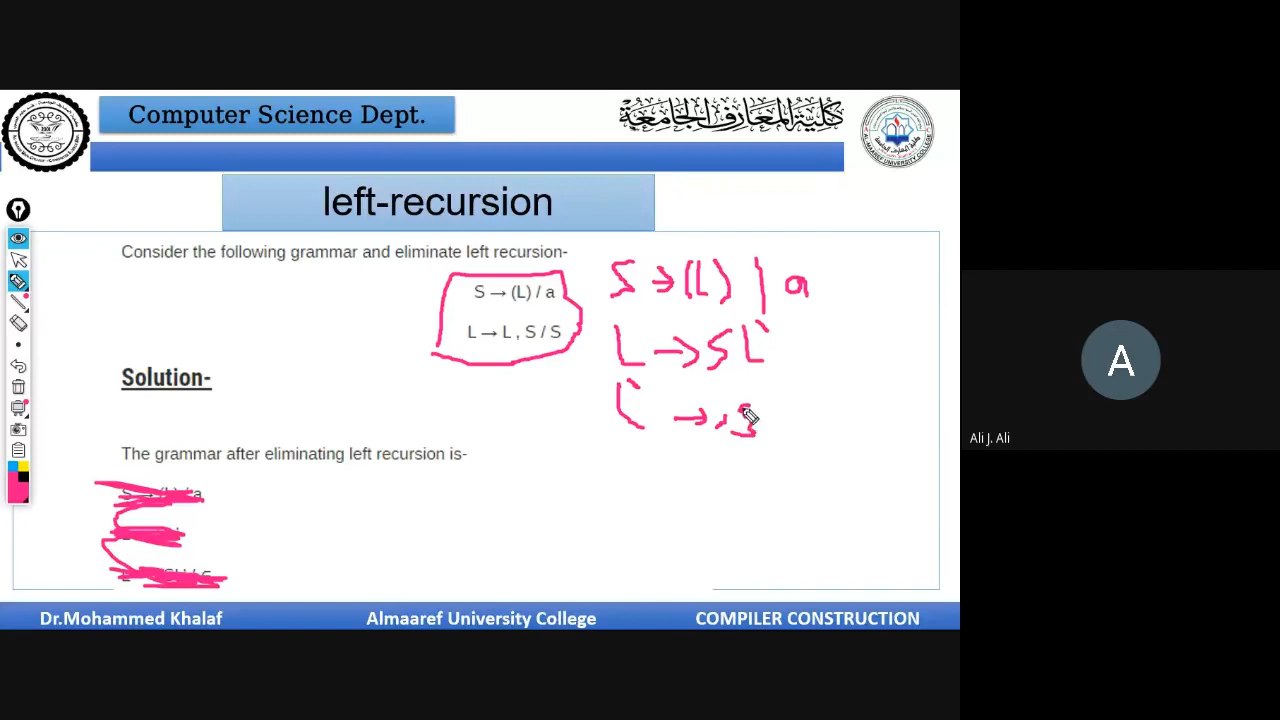 Computer Science Dept.
كلية المعارف الجامعة
left-recursion
Consider the following grammar and eliminate left recursion-
S → (L) / a
L → L , S / S
S → (L) | a
L → SL'
L' → ,S
Solution-
The grammar after eliminating left recursion is-
Dr.Mohammed Khalaf
Almaaref University College
COMPILER CONSTRUCTION
A
Ali J. Ali